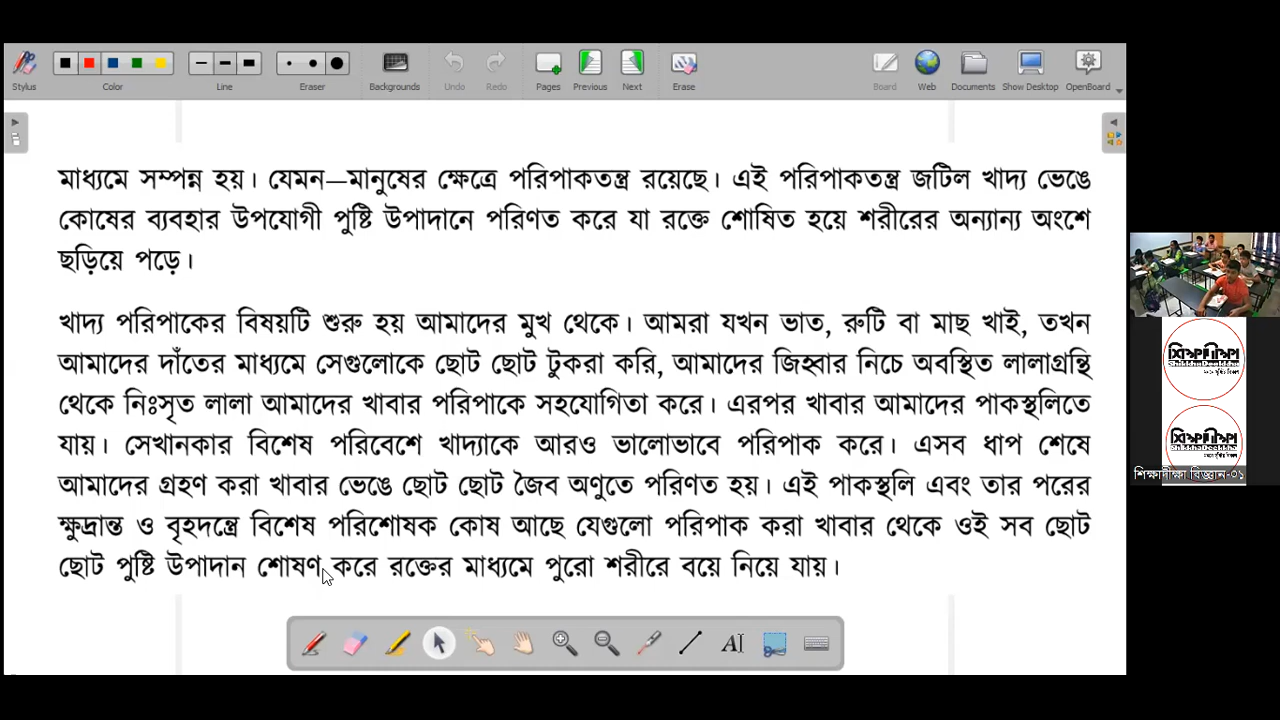 Stylus
Color
Line
Eraser
Backgrounds
Undo
Redo
Pages
Previous
Next
Erase
Board
Web
Documents
Show Desktop
OpenBoard
মাধ্যমে সম্পন্ন হয়। যেমন—মানুষের ক্ষেত্রে পরিপাকতন্ত্র রয়েছে। এই পরিপাকতন্ত্র জটিল খাদ্য ভেঙে
কোষের ব্যবহার উপযোগী পুষ্টি উপাদানে পরিণত করে যা রক্তে শোষিত হয়ে শরীরের অন্যান্য অংশে
ছড়িয়ে পড়ে।
খাদ্য পরিপাকের বিষয়টি শুরু হয় আমাদের মুখ থেকে। আমরা যখন ভাত, রুটি বা মাছ খাই, তখন
আমাদের দাঁতের মাধ্যমে সেগুলোকে ছোট ছোট টুকরা করি, আমাদের জিহ্বার নিচে অবস্থিত লালাগ্রন্থি
থেকে নিঃসৃত লালা আমাদের খাবার পরিপাকে সহযোগিতা করে। এরপর খাবার আমাদের পাকস্থলিতে
যায়। সেখানকার বিশেষ পরিবেশে খাদ্যাকে আরও ভালোভাবে পরিপাক করে। এসব ধাপ শেষে
আমাদের গ্রহণ করা খাবার ভেঙে ছোট ছোট জৈব অণুতে পরিণত হয়। এই পাকস্থলি এবং তার পরের
ক্ষুদ্রান্ত ও বৃহদন্ত্রে বিশেষ পরিশোষক কোষ আছে যেগুলো পরিপাক করা খাবার থেকে ওই সব ছোট
ছোট পুষ্টি উপাদান শোষণ করে রক্তের মাধ্যমে পুরো শরীরে বয়ে নিয়ে যায়।
শিক্ষাদীক্ষা
ShikkhaDeekkha
শিক্ষাদীক্ষা
ShikkhaDeekkha
শিক্ষাদীক্ষা বিজ্ঞান-০১